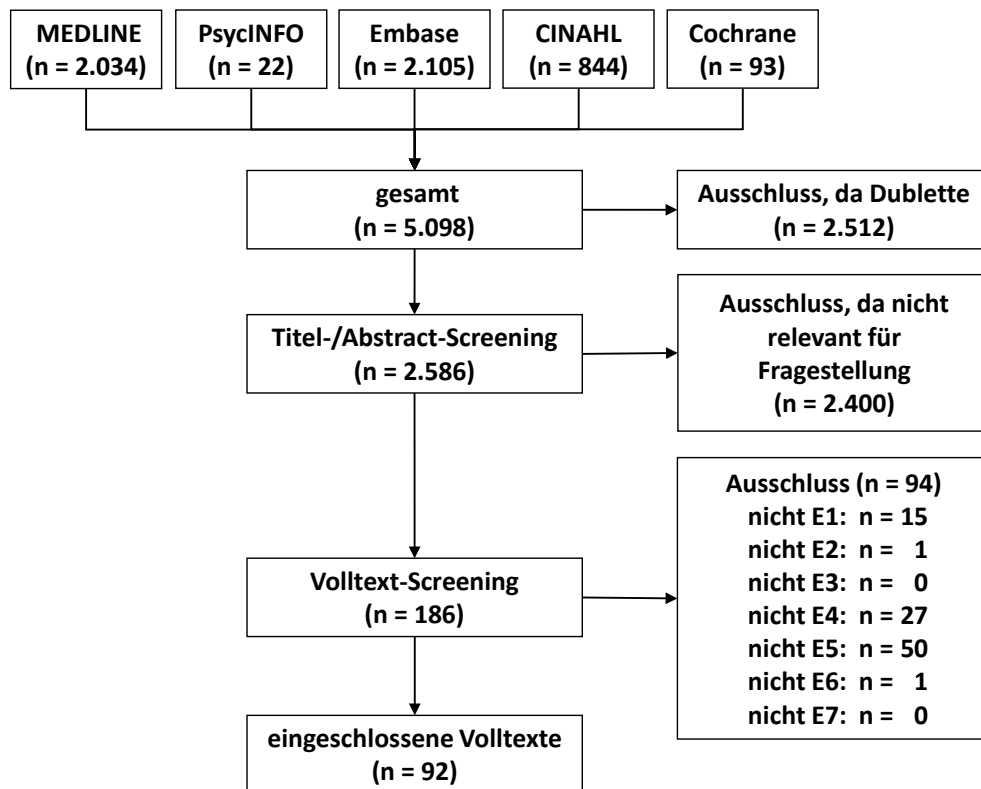 MEDLINE
(n = 2.034)
PsycINFO
(n = 22)
Embase
(n = 2.105)
CINAHL
(n = 844)
Cochrane
(n = 93)
gesamt
(n = 5.098)
Ausschluss, da Dublette
(n = 2.512)
Titel-/Abstract-Screening
(n = 2.586)
Ausschluss, da nicht
relevant für
Fragestellung
(n = 2.400)
Volltext-Screening
(n = 186)
Ausschluss (n = 94)
nicht E1: n = 15
nicht E2: n = 1
nicht E3: n = 0
nicht E4: n = 27
nicht E5: n = 50
nicht E6: n = 1
nicht E7: n = 0
eingeschlossene Volltexte
(n = 92)